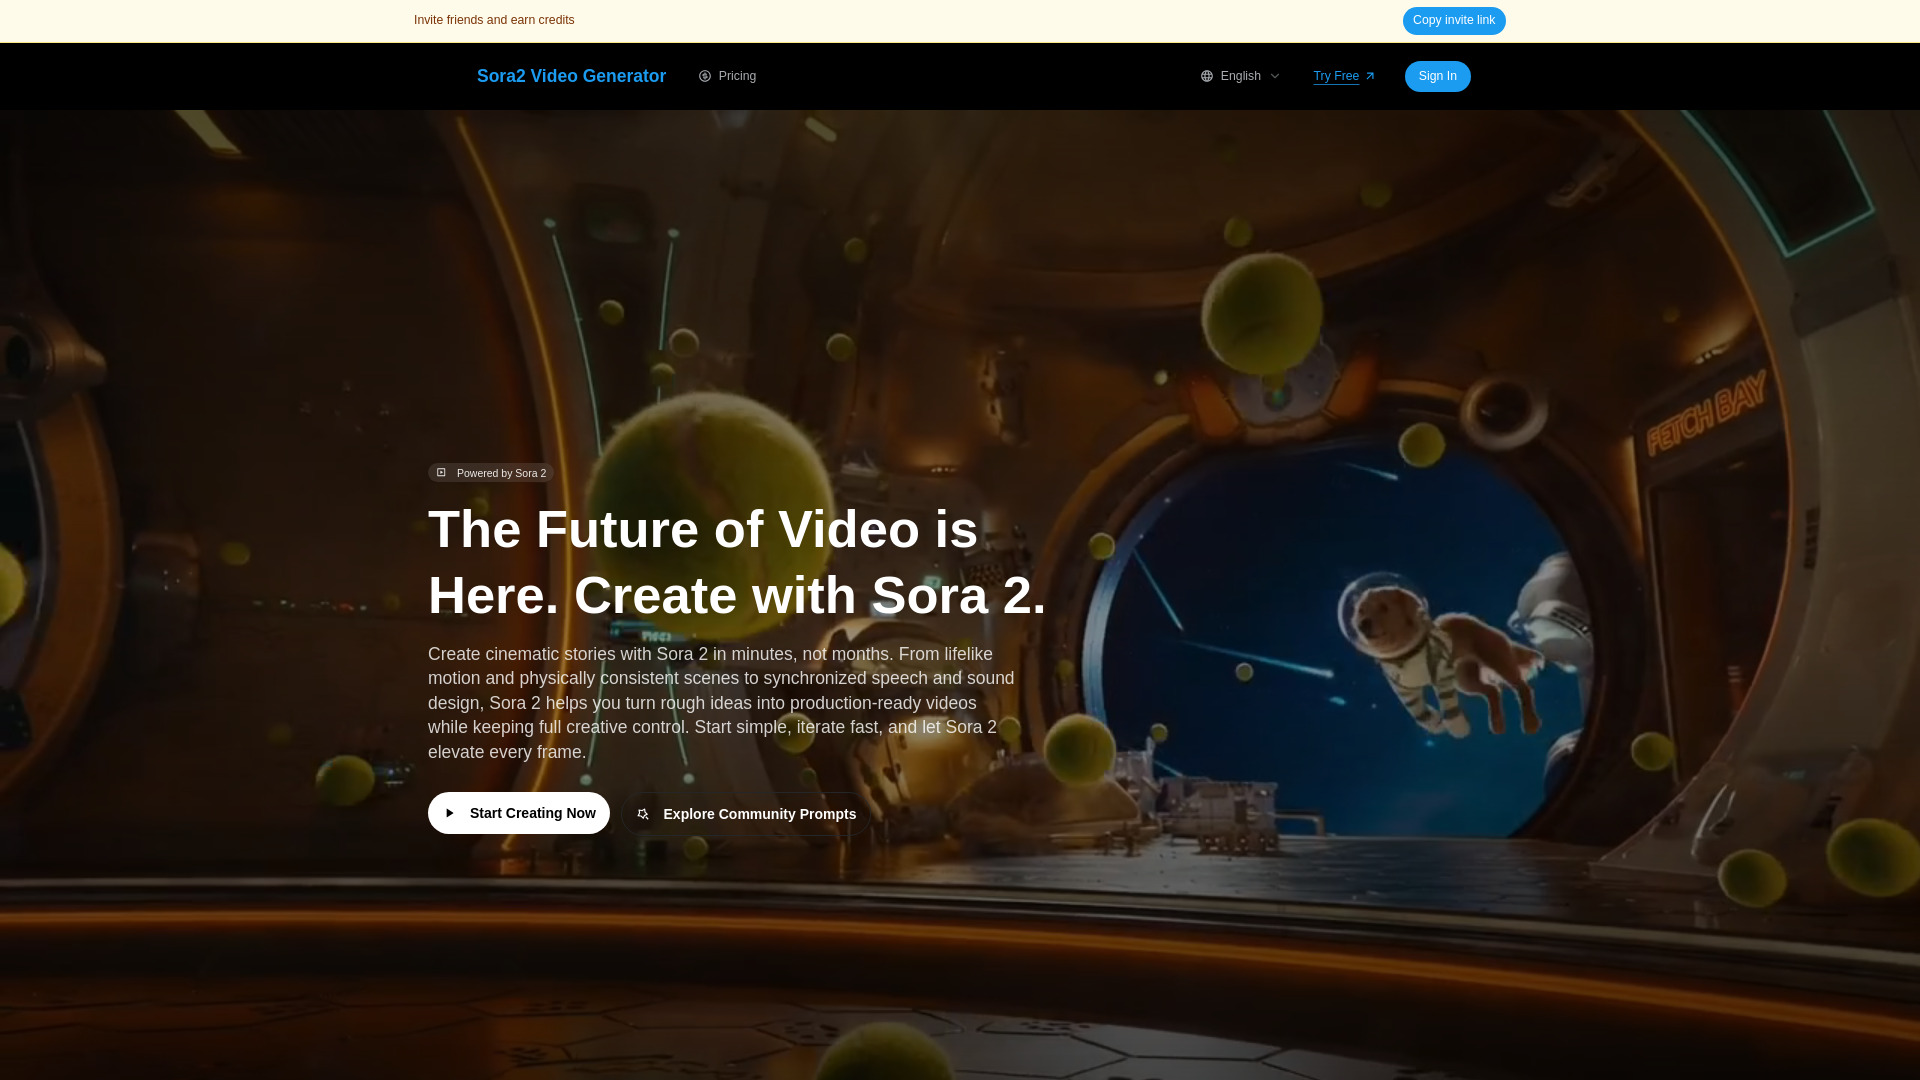 Invite friends and earn credits
Copy invite link
Sora2 Video Generator
Pricing
English
Try Free
Sign In
FETCH BAY
Powered by Sora 2
The Future of Video is
Here. Create with Sora 2.
Create cinematic stories with Sora 2 in minutes, not months. From lifelike
motion and physically consistent scenes to synchronized speech and sound
design, Sora 2 helps you turn rough ideas into production-ready videos
while keeping full creative control. Start simple, iterate fast, and let Sora 2
elevate every frame.
Start Creating Now
Explore Community Prompts